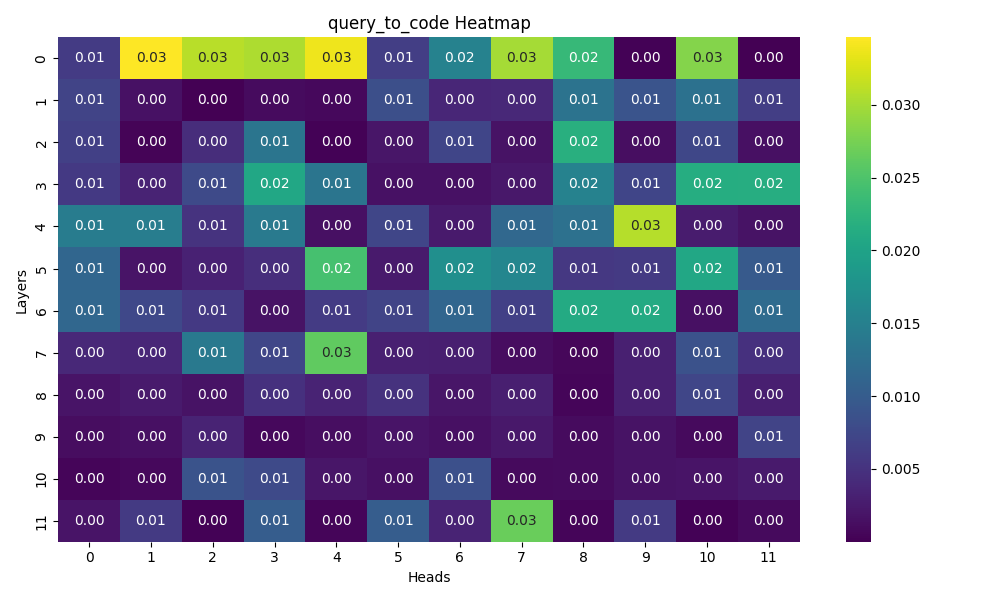 query_to_code Heatmap
0 0.01 0.03 0.03 0.03 0.03 0.01 0.02 0.03 0.02 0.00 0.03 0.00
1 0.01 0.00 0.00 0.00 0.00 0.01 0.00 0.00 0.01 0.01 0.01 0.01
2 0.01 0.00 0.00 0.01 0.00 0.00 0.01 0.00 0.02 0.00 0.01 0.00
3 0.01 0.00 0.01 0.02 0.01 0.00 0.00 0.00 0.02 0.01 0.02 0.02
4 0.01 0.01 0.01 0.01 0.00 0.01 0.00 0.01 0.01 0.03 0.00 0.00
5 0.01 0.00 0.00 0.00 0.02 0.00 0.02 0.02 0.01 0.01 0.02 0.01
6 0.01 0.01 0.01 0.00 0.01 0.01 0.01 0.01 0.02 0.02 0.00 0.01
7 0.00 0.00 0.01 0.01 0.03 0.00 0.00 0.00 0.00 0.00 0.01 0.00
8 0.00 0.00 0.00 0.00 0.00 0.00 0.00 0.00 0.00 0.00 0.01 0.00
9 0.00 0.00 0.00 0.00 0.00 0.00 0.00 0.00 0.00 0.00 0.00 0.01
10 0.00 0.00 0.01 0.01 0.00 0.00 0.01 0.00 0.00 0.00 0.00 0.00
11 0.00 0.01 0.00 0.01 0.00 0.01 0.00 0.03 0.00 0.01 0.00 0.00
0 1 2 3 4 5 6 7 8 9 10 11
Heads
Layers
0.030
0.025
0.020
0.015
0.010
0.005